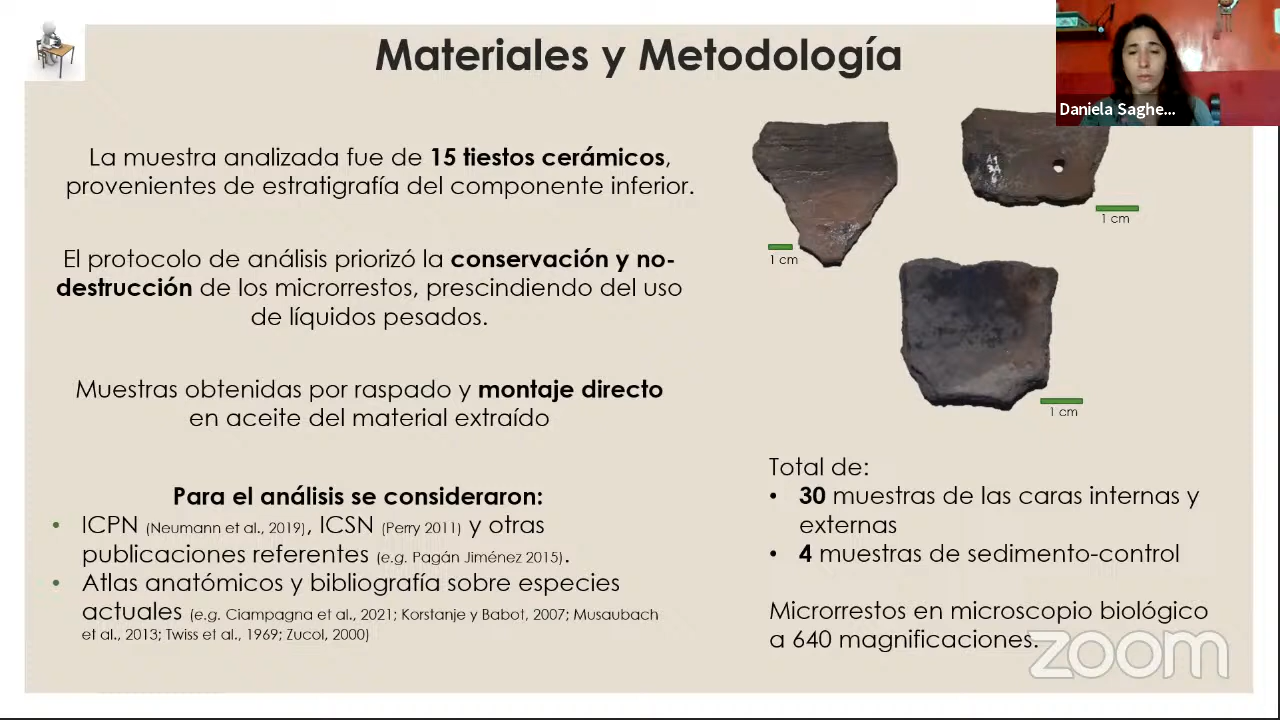 Materiales y Metodología
Daniela Saghe...
La muestra analizada fue de 15 tiestos cerámicos,
provenientes de estratigrafía del componente inferior.
El protocolo de análisis priorizó la conservación y no-
destrucción de los microrrestos, prescindiendo del uso
de líquidos pesados.
Muestras obtenidas por raspado y montaje directo
en aceite del material extraído
Para el análisis se consideraron:
• ICPN (Neumann et al., 2019), ICSN (Perry 2011) y otras
publicaciones referentes (e.g. Pagán Jiménez 2015).
• Atlas anatómicos y bibliografía sobre especies
actuales (e.g. Ciampagna et al., 2021; Korstanje y Babot, 2007; Musaubach
et al., 2013; Twiss et al., 1969; Zucol, 2000)
1 cm
1 cm
1 cm
Total de:
• 30 muestras de las caras internas y
externas
• 4 muestras de sedimento-control
Microrrestos en microscopio biológico
a 640 magnificaciones.
zoom